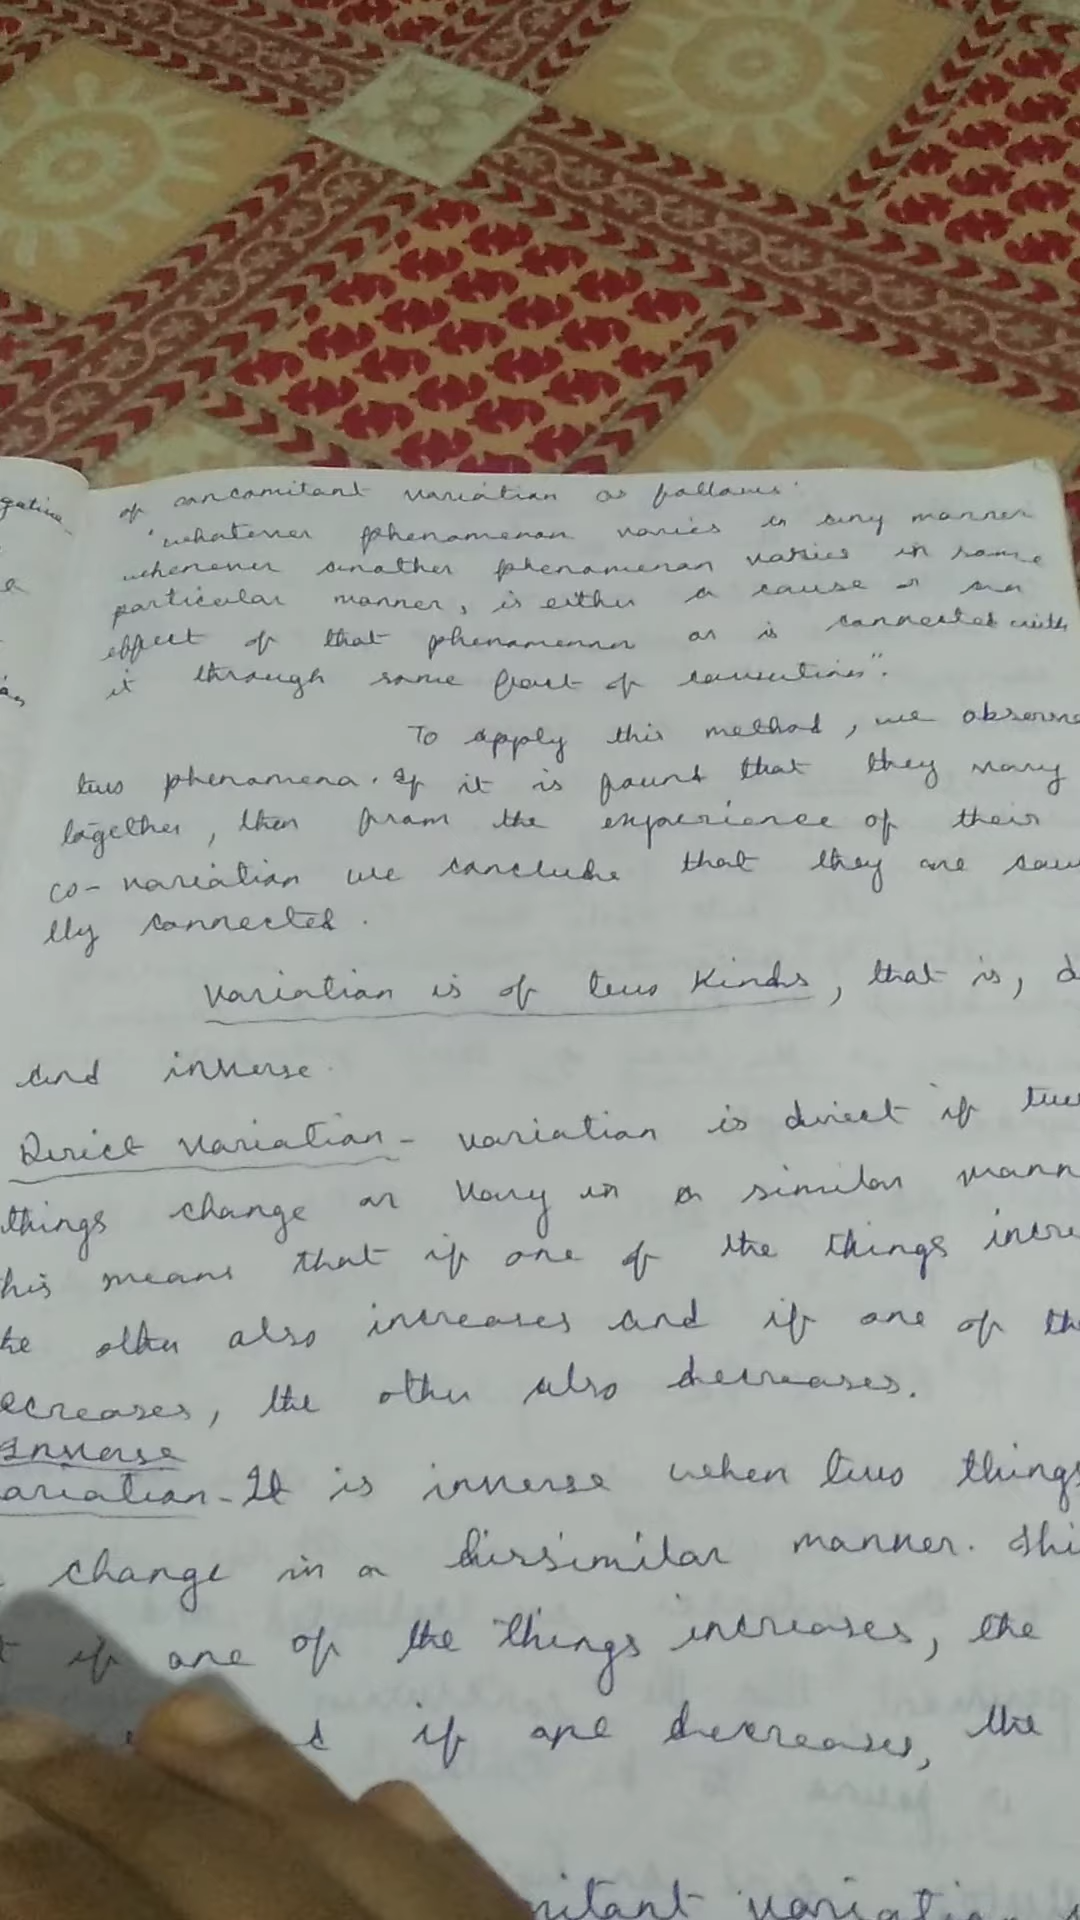 of concomitant variation as follows:
"whatever phenomenon varies in any manner
whenever another phenomenon varies in some
particular manner, is either a cause or an
effect of that phenomenon or is connected with
it through some fact of causation".
To apply this method, we observe
two phenomena. If it is found that they vary
together, then from the experience of their
co-variation we conclude that they are cau
lly connected.
Variation is of two Kinds, that is, d
and inverse.
Direct Variation - variation is direct if two
things change or vary in a similar mann
his means that if one of the things incre
he other also increases and if one of th
ecreases, the other also decreases.
Inverse
ariation - It is inverse when two things
change in a dissimilar manner. Thi
t if one of the things increases, the
if one decreases, the
mitant variation